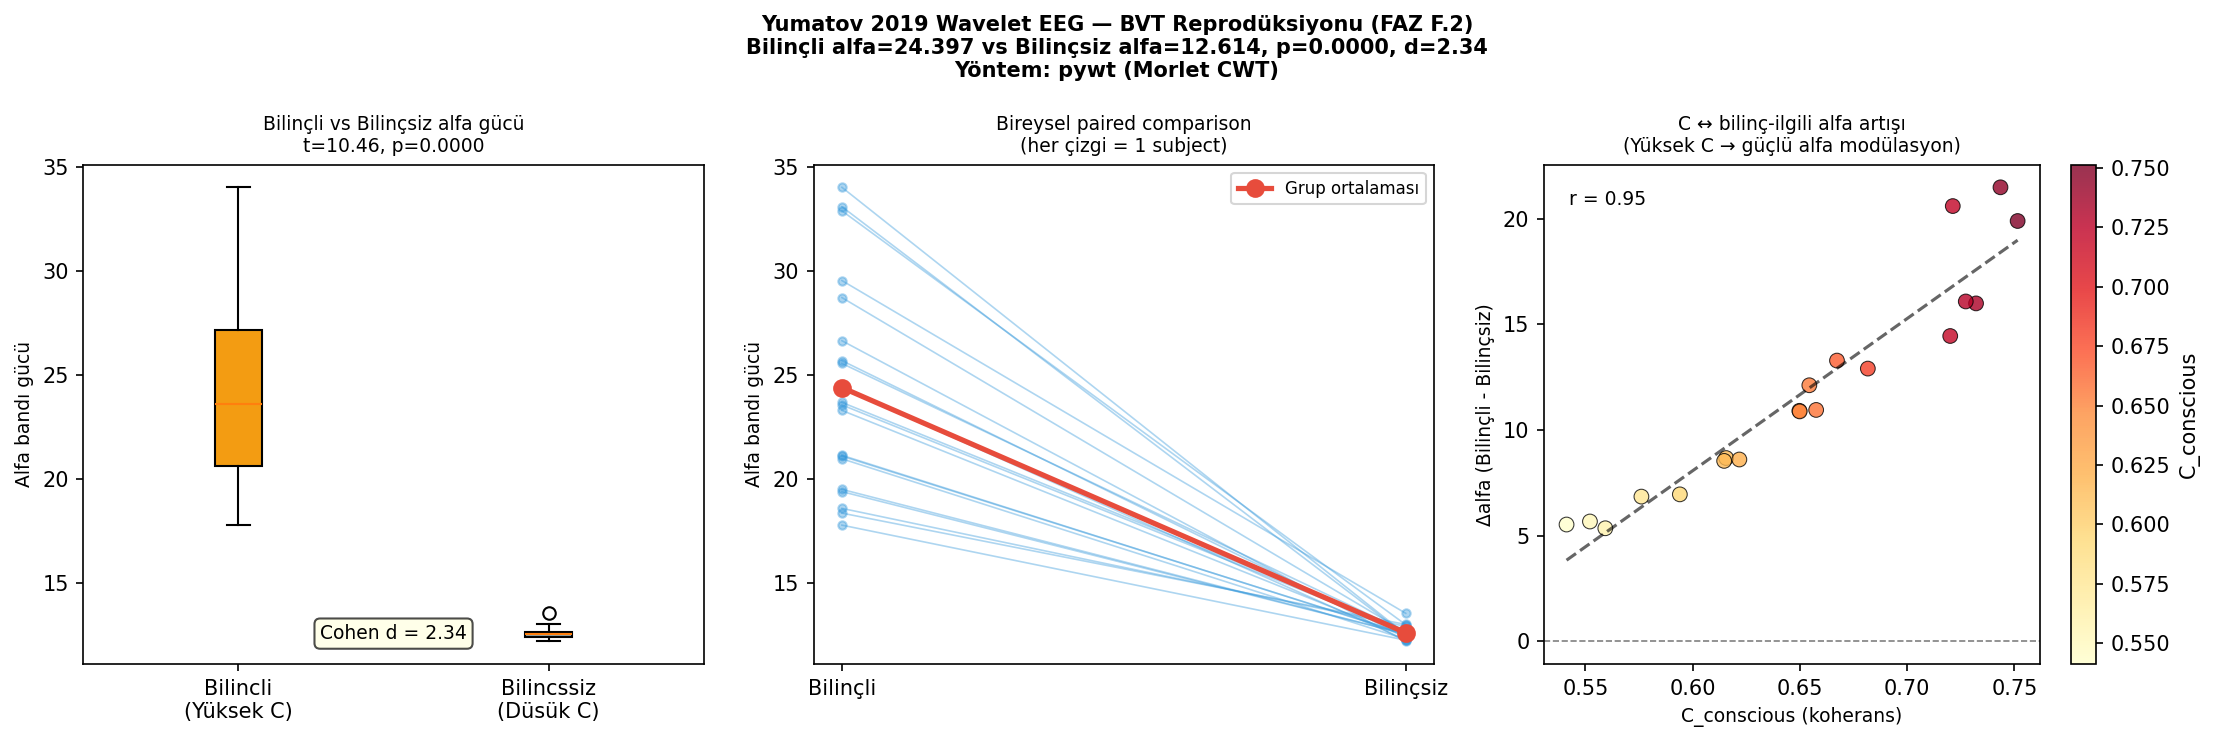 Yumatov 2019 Wavelet EEG — BVT Reprodüksiyonu (FAZ F.2)
Bilinçli alfa=24.397 vs Bilinçsiz alfa=12.614, p=0.0000, d=2.34
Yöntem: pywt (Morlet CWT)
Bilinçli vs Bilinçsiz alfa gücü
t=10.46, p=0.0000
Alfa bandı gücü
35
30
25
20
15
Cohen d = 2.34
Bilincli
(Yüksek C)
Bilincssiz
(Düsük C)
Bireysel paired comparison
(her çizgi = 1 subject)
Alfa bandı gücü
35
30
25
20
15
Grup ortalaması
Bilinçli
Bilinçsiz
C ↔ bilinç-ilgili alfa artışı
(Yüksek C → güçlü alfa modülasyon)
Δalfa (Bilinçli - Bilinçsiz)
20
15
10
5
0
r = 0.95
0.55
0.60
0.65
0.70
0.75
C_conscious (koherans)
0.750
0.725
0.700
0.675
0.650
0.625
0.600
0.575
0.550
C_conscious